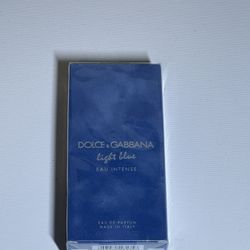 DOLCE & GABBANA
light blue
EAU INTENSE
EAU DE PARFUM
MADE IN ITALY